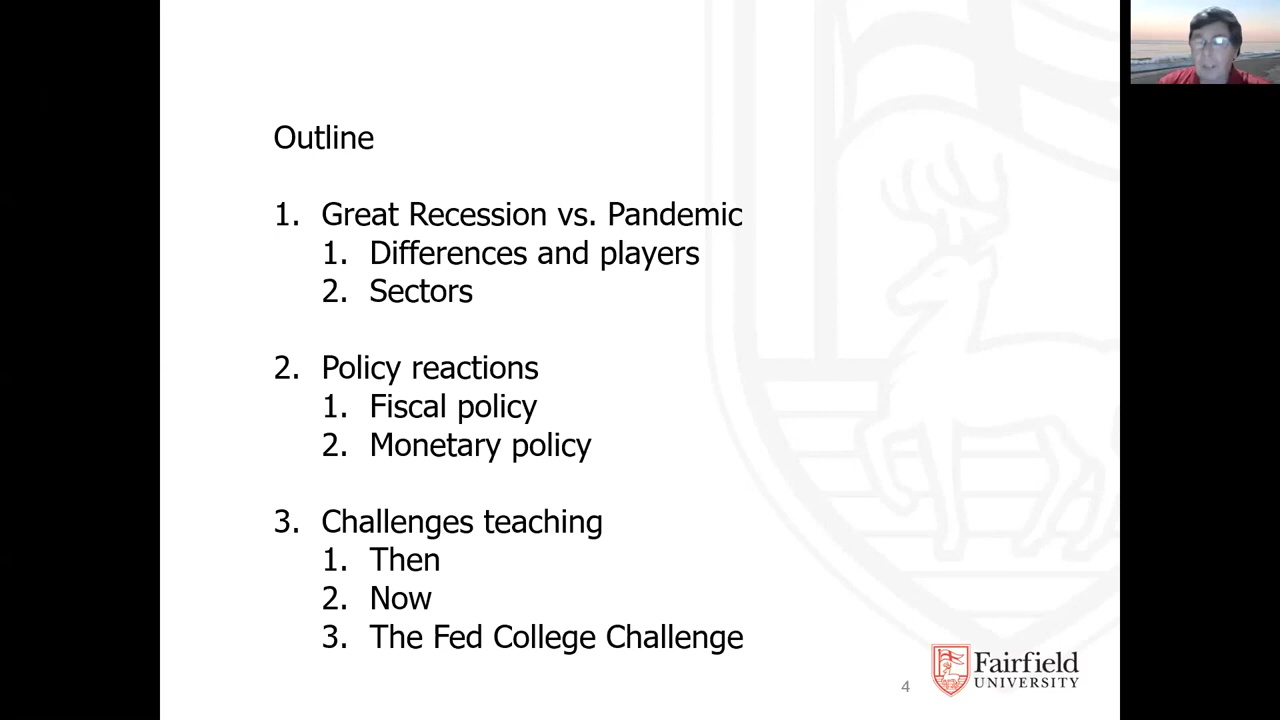 Outline
1. Great Recession vs. Pandemic
1. Differences and players
2. Sectors
2. Policy reactions
1. Fiscal policy
2. Monetary policy
3. Challenges teaching
1. Then
2. Now
3. The Fed College Challenge
4
Fairfield
UNIVERSITY